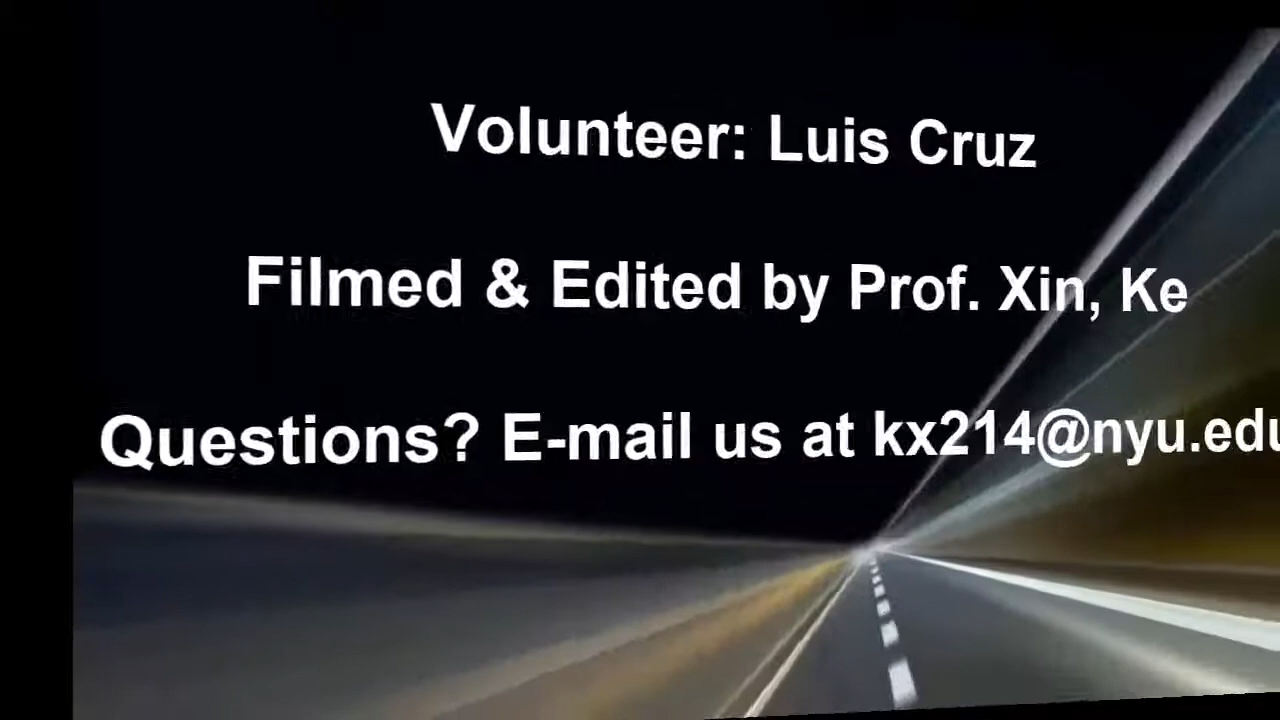 Volunteer: Luis Cruz
Filmed & Edited by Prof. Xin, Ke
Questions? E-mail us at kx214@nyu.edu